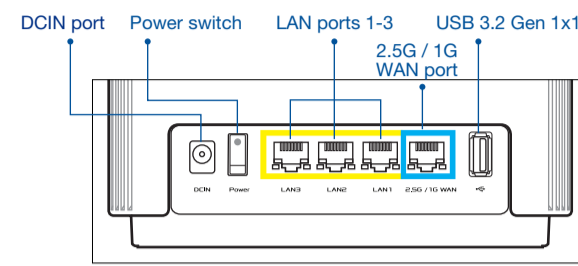 DCIN port Power switch LAN ports 1-3 USB 3.2 Gen 1x1
2.5G / 1G
WAN port
DCIN Power LAN3 LAN2 LAN1 2,5G /1G WAN